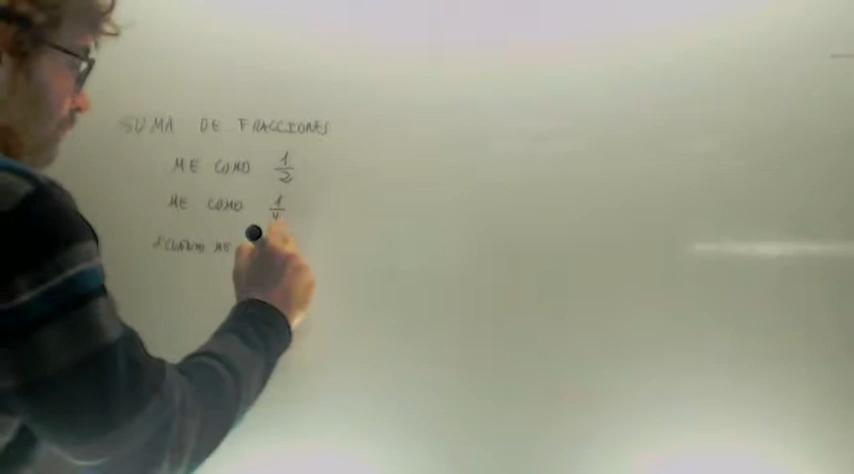 SUMA DE FRACCIONES
ME COMO 1/2
ME COMO 1/4
¿CUÁNTO ME